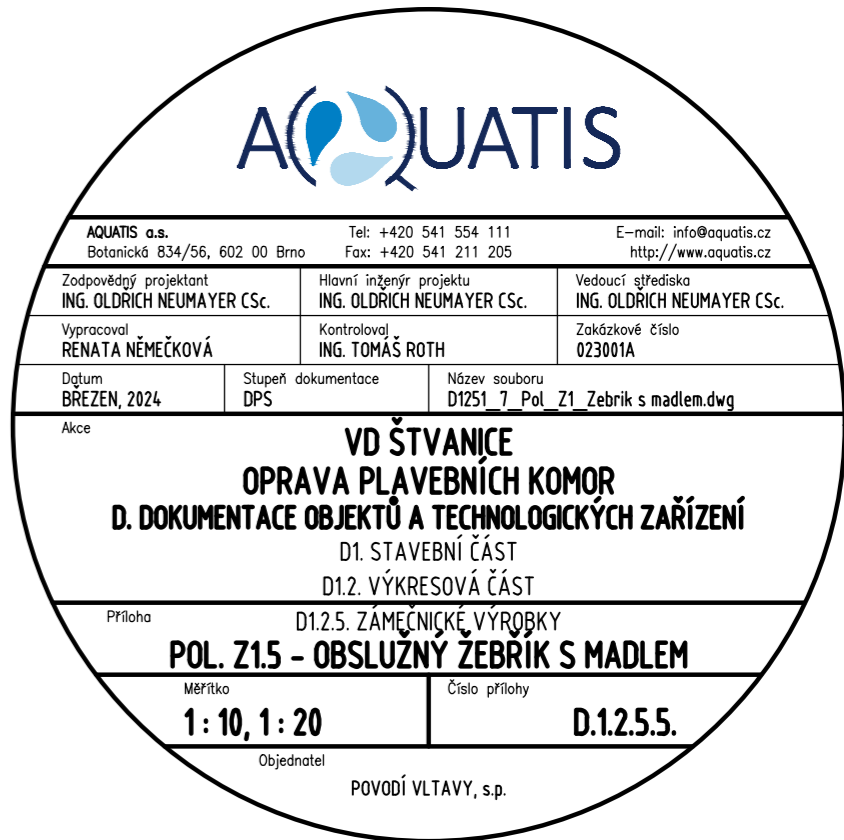 AQUATIS
AQUATIS a.s. Tel: +420 541 554 111 E-mail: info@aquatis.cz
Botanická 834/56, 602 00 Brno Fax: +420 541 211 205 http://www.aquatis.cz
Zodpovědný projektant Hlavní inženýr projektu Vedoucí střediska
ING. OLDŘICH NEUMAYER CSc. ING. OLDŘICH NEUMAYER CSc. ING. OLDŘICH NEUMAYER CSc.
Vypracoval Kontroloval Zakázkové číslo
RENATA NĚMEČKOVÁ ING. TOMÁŠ ROTH 023001A
Datum Stupeň dokumentace Název souboru
BŘEZEN, 2024 DPS D1251_7_Pol_Z1_Zebrik s madlem.dwg
Akce
VD ŠTVANICE
OPRAVA PLAVEBNÍCH KOMOR
D. DOKUMENTACE OBJEKTŮ A TECHNOLOGICKÝCH ZAŘÍZENÍ
D1. STAVEBNÍ ČÁST
D1.2. VÝKRESOVÁ ČÁST
Příloha D1.2.5. ZÁMEČNICKÉ VÝROBKY
POL. Z1.5 - OBSLUŽNÝ ŽEBŘÍK S MADLEM
Měřítko Číslo přílohy
1 : 10, 1 : 20 D.1.2.5.5.
Objednatel
POVODÍ VLTAVY, s.p.